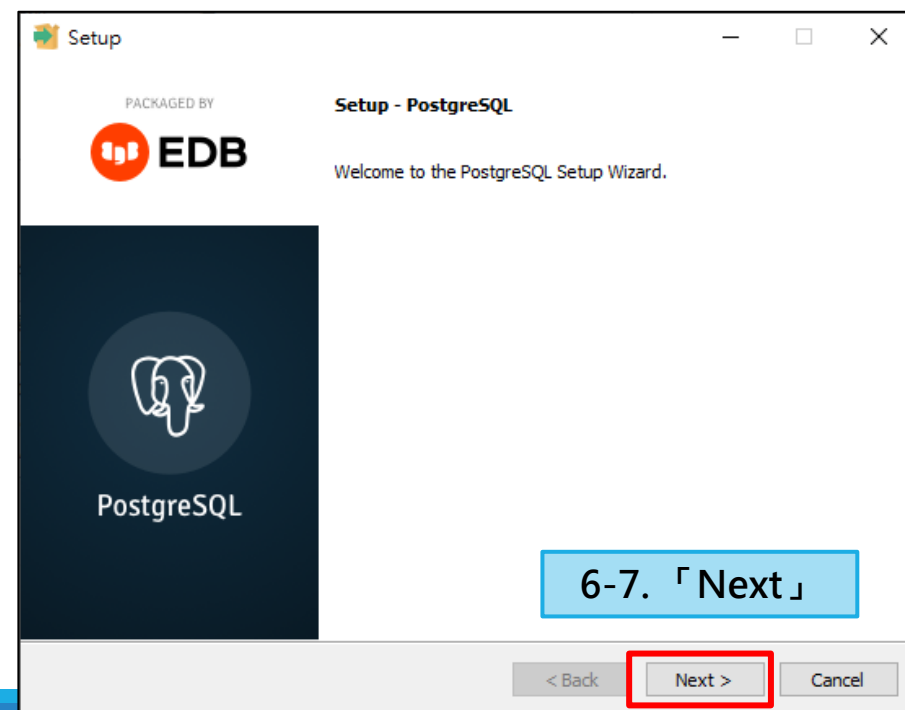 Setup
PACKAGED BY
EDB
Setup - PostgreSQL
Welcome to the PostgreSQL Setup Wizard.
PostgreSQL
6-7.「Next」
< Back
Next >
Cancel